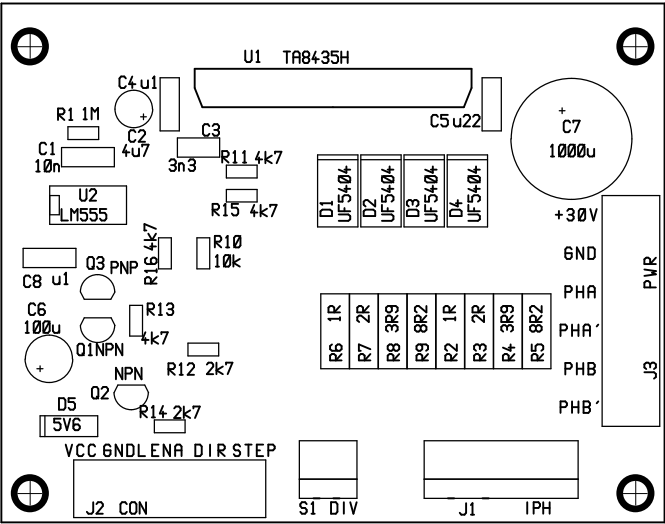 U1 TA8435H
C4 u1
C5 u22
+
C7
1000u
R1 1M
+
C2
4u7
C3
3n3
C1
10n
R11 4k7
R15 4k7
U2
LM555
D1 UF5404
D2 UF5404
D3 UF5404
D4 UF5404
+30V
GND
PHA
PHA'
PHB
PHB'
PWR
J3
R16 4k7
R10
10k
C8 u1
Q3 PNP
C6
100u
+
R13
4k7
Q1 NPN
R12 2k7
R6 1R
R7 2R
R8 3R9
R9 8R2
R2 1R
R3 2R
R4 3R9
R5 8R2
NPN
Q2
R14 2k7
D5
5V6
VCC GND LENA DIR STEP
J2 CON
S1 DIV
J1 IPH